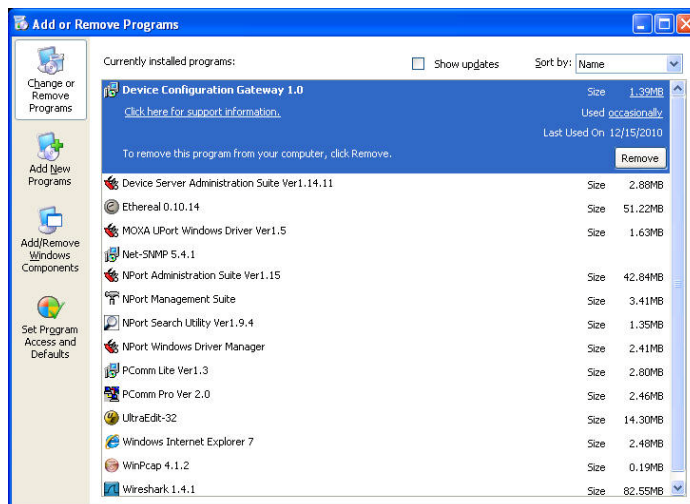 Add or Remove Programs
Change or
Remove
Programs
Add New
Programs
Add/Remove
Windows
Components
Set Program
Access and
Defaults
Currently installed programs:
Show updates
Sort by: Name
Device Configuration Gateway 1.0 Size 1.39MB
Click here for support information. Used occasionally
Last Used On 12/15/2010
To remove this program from your computer, click Remove. Remove
Device Server Administration Suite Ver1.14.11 Size 2.88MB
Ethereal 0.10.14 Size 51.22MB
MOXA UPort Windows Driver Ver1.5 Size 1.63MB
Net-SNMP 5.4.1
NPort Administration Suite Ver1.15 Size 42.84MB
NPort Management Suite Size 3.41MB
NPort Search Utility Ver1.9.4 Size 1.35MB
NPort Windows Driver Manager Size 2.41MB
PComm Lite Ver1.3 Size 2.80MB
PComm Pro Ver 2.0 Size 2.46MB
UltraEdit-32 Size 14.30MB
Windows Internet Explorer 7 Size 2.48MB
WinPcap 4.1.2 Size 0.19MB
Wireshark 1.4.1 Size 82.55MB